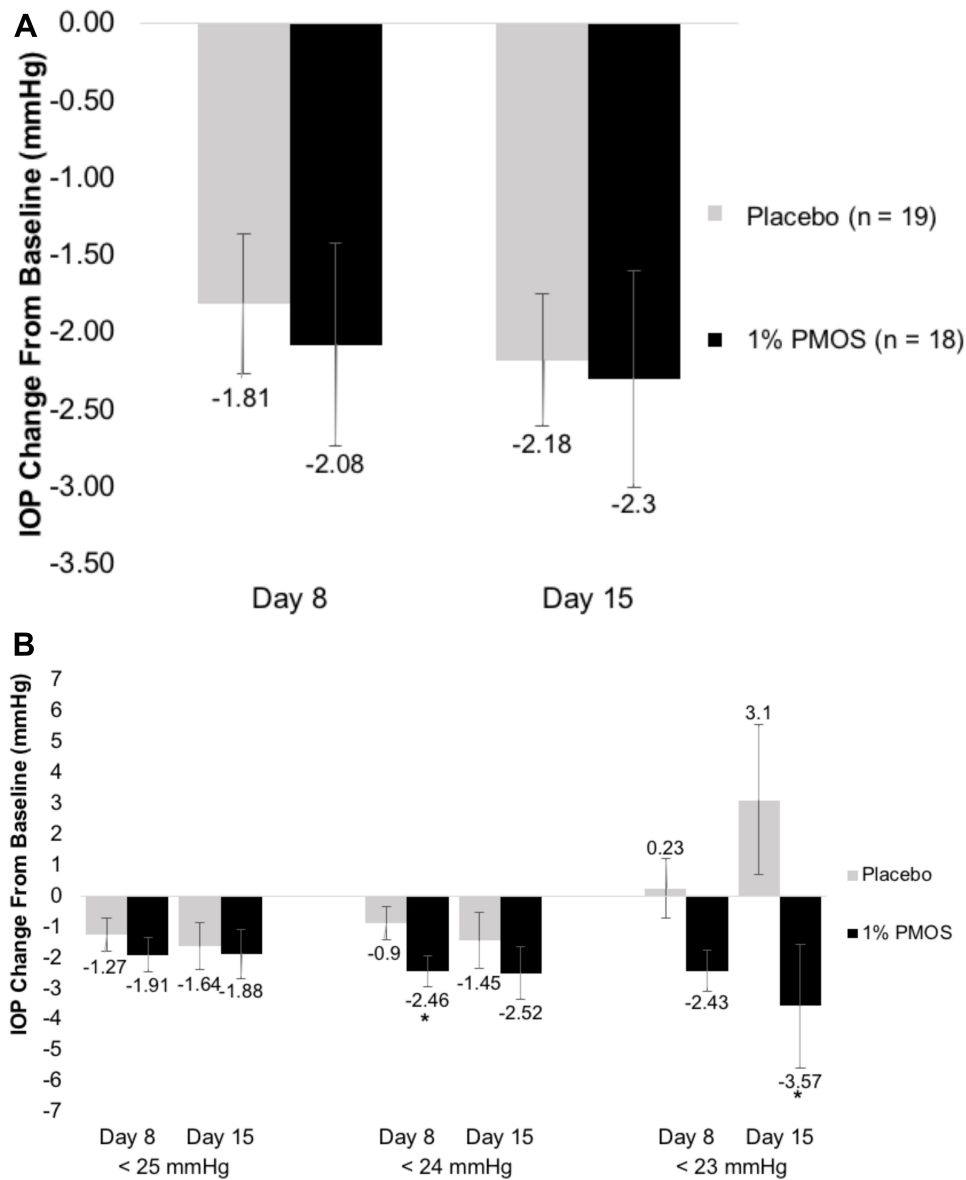 A
IOP Change From Baseline (mmHg)
0.00
-0.50
-1.00
-1.50
-2.00
-2.50
-3.00
-3.50
-1.81
-2.08
-2.18
-2.3
Day 8
Day 15
Placebo (n = 19)
1% PMOS (n = 18)
B
IOP Change From Baseline (mmHg)
7
6
5
4
3
2
1
0
-1
-2
-3
-4
-5
-6
-7
-1.27
-1.91
-1.64
-1.88
-0.9
-2.46
*
-1.45
-2.52
0.23
-2.43
3.1
-3.57
*
Day 8 Day 15
< 25 mmHg
Day 8 Day 15
< 24 mmHg
Day 8 Day 15
< 23 mmHg
Placebo
1% PMOS